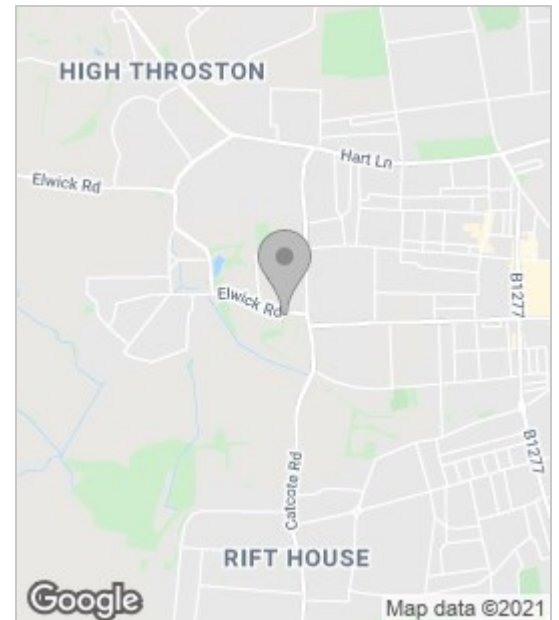 HIGH THROSTON
Hart Ln
Elwick Rd
Elwick Rd
B1277
B1277
Catcote Rd
RIFT HOUSE
Google
Map data ©2021